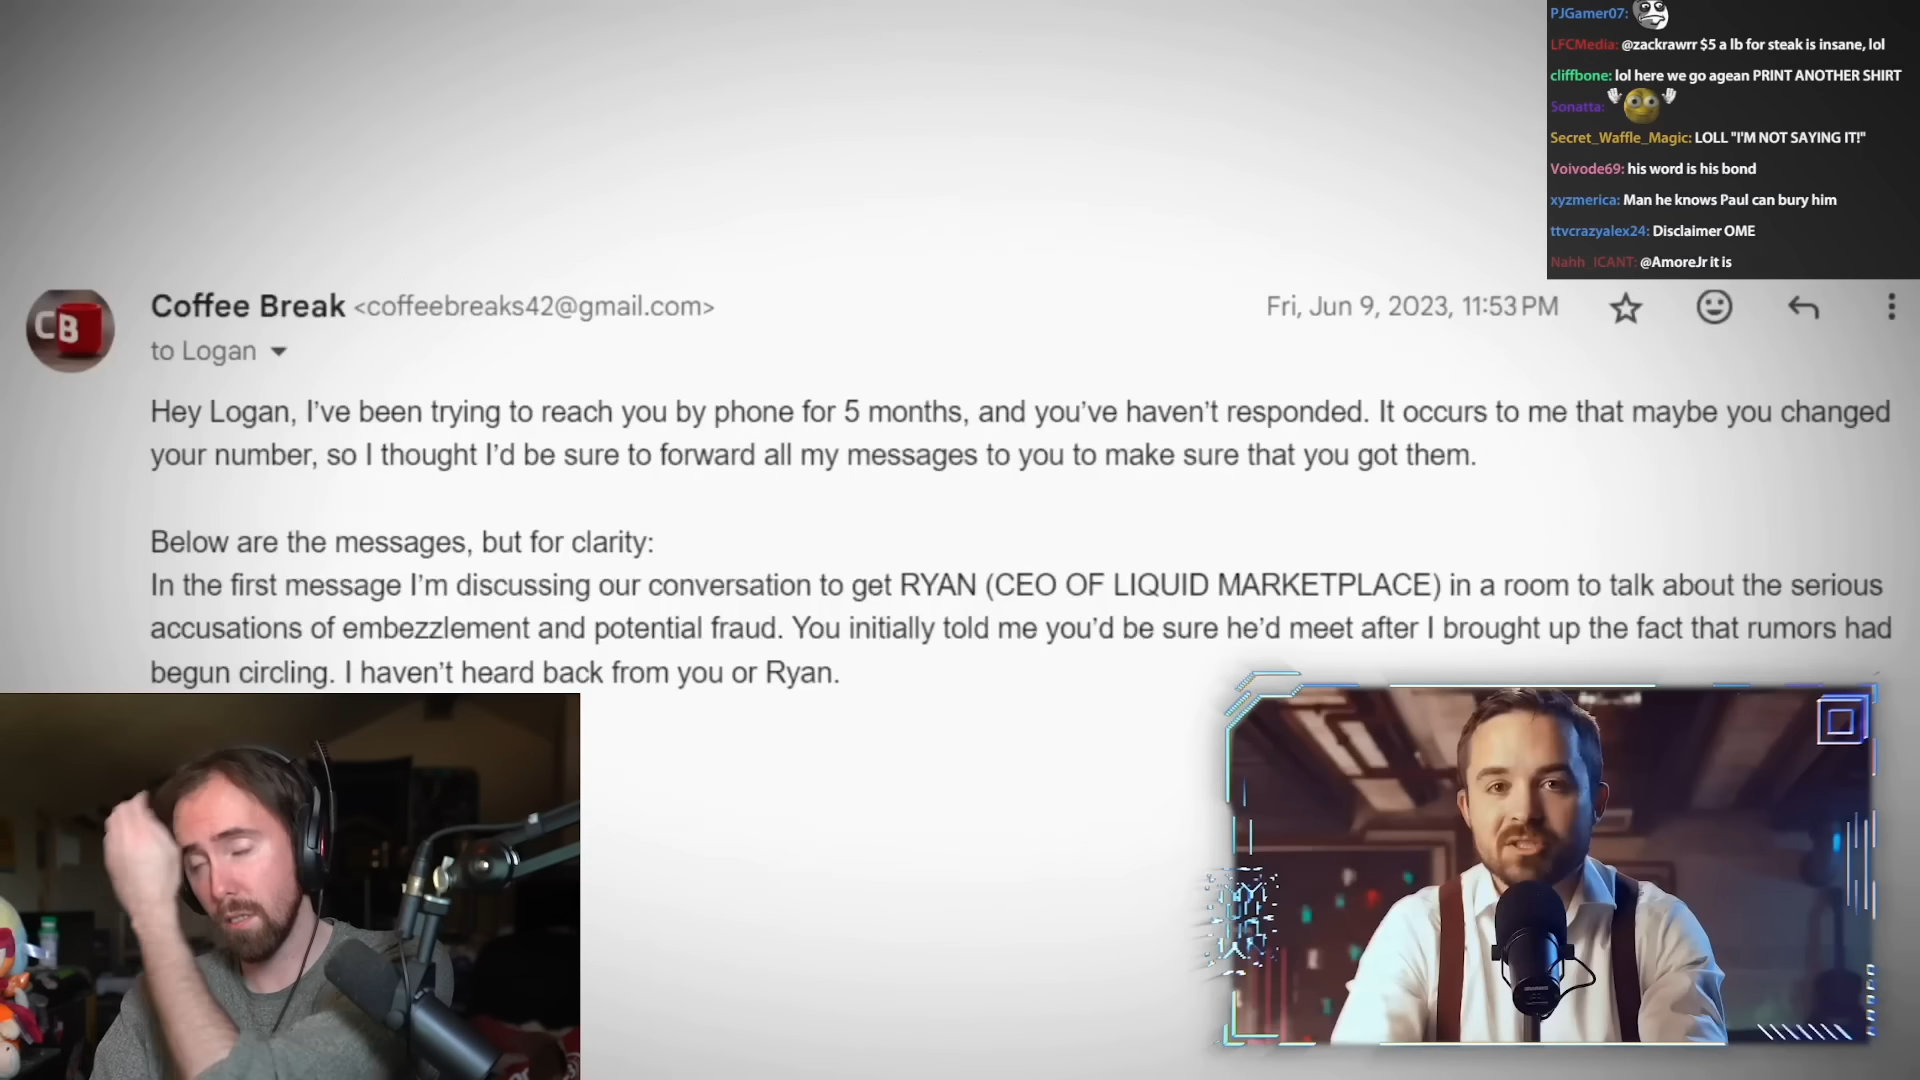 PJGamer07:
LFCMedia: @zackrawrr $5 a lb for steak is insane, lol
cliffbone: lol here we go agean PRINT ANOTHER SHIRT
Sonatta:
Secret_Waffle_Magic: LOLL "I'M NOT SAYING IT!"
Voivode69: his word is his bond
xyzmerica: Man he knows Paul can bury him
ttvcrazyalex24: Disclaimer OME
Nahh_ICANT: @AmoreJr it is
CB
Coffee Break <coffeebreaks42@gmail.com>
Fri, Jun 9, 2023, 11:53 PM
to Logan
Hey Logan, I've been trying to reach you by phone for 5 months, and you've haven't responded. It occurs to me that maybe you changed
your number, so I thought I'd be sure to forward all my messages to you to make sure that you got them.
Below are the messages, but for clarity:
In the first message I'm discussing our conversation to get RYAN (CEO OF LIQUID MARKETPLACE) in a room to talk about the serious
accusations of embezzlement and potential fraud. You initially told me you'd be sure he'd meet after I brought up the fact that rumors had
begun circling. I haven't heard back from you or Ryan.